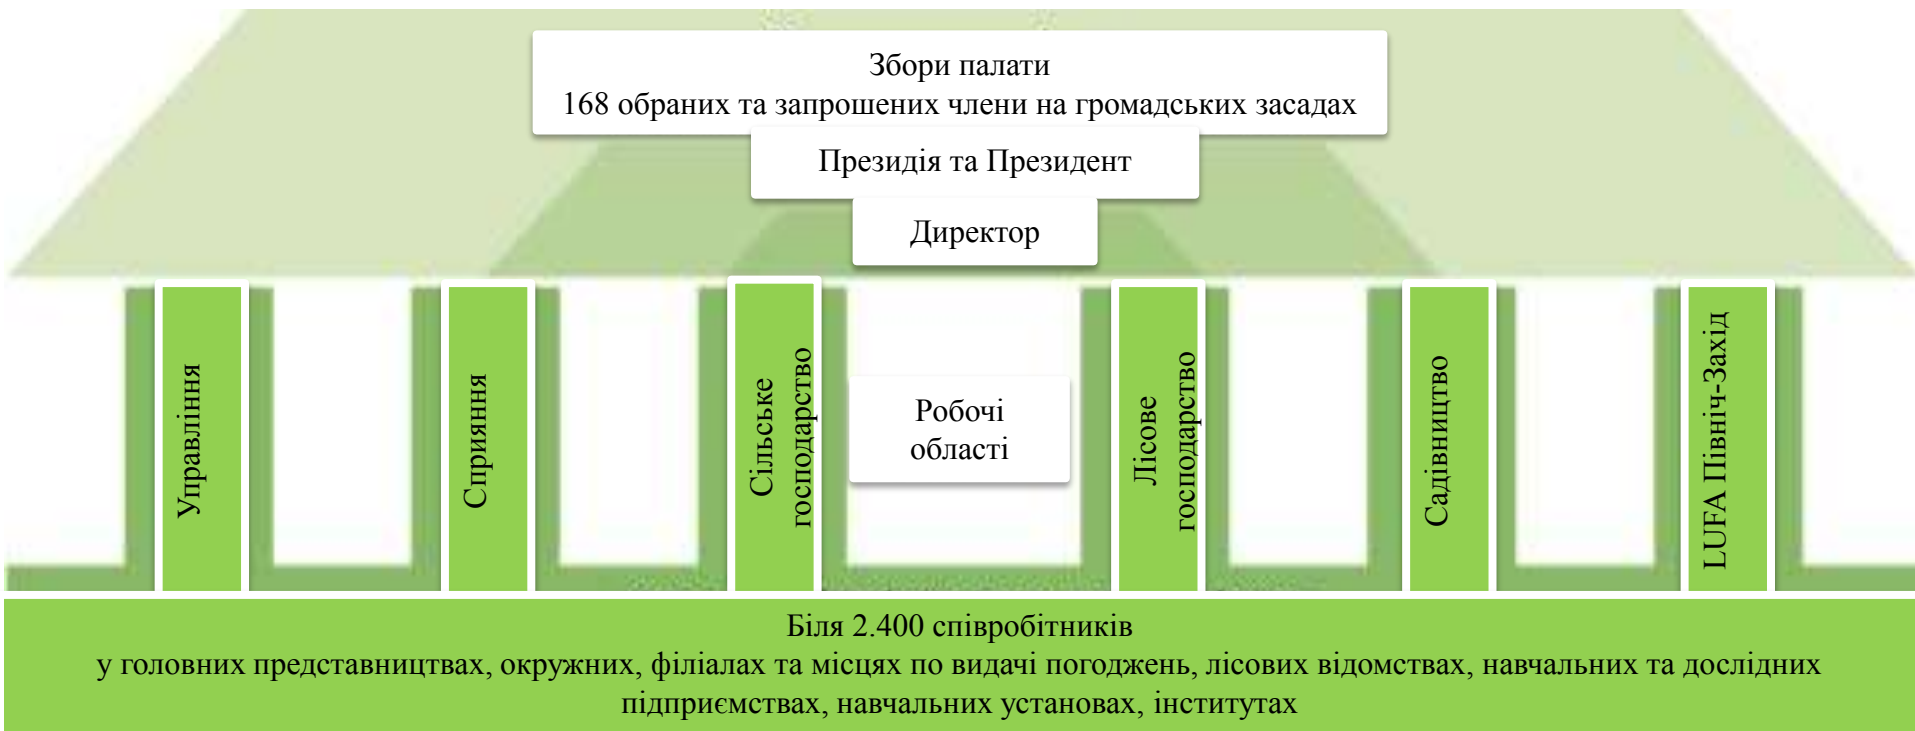 Збори палати
168 обраних та запрошених члени на громадських засадах
Президія та Президент
Директор
Управління
Сприяння
Сільське
господарство
Робочі
області
Лісове
господарство
Садівництво
LUFA Північ-Захід
Біля 2.400 співробітників
у головних представництвах, окружних, філіалах та місцях по видачі погоджень, лісових відомствах, навчальних та дослідних
підприємствах, навчальних установах, інститутах